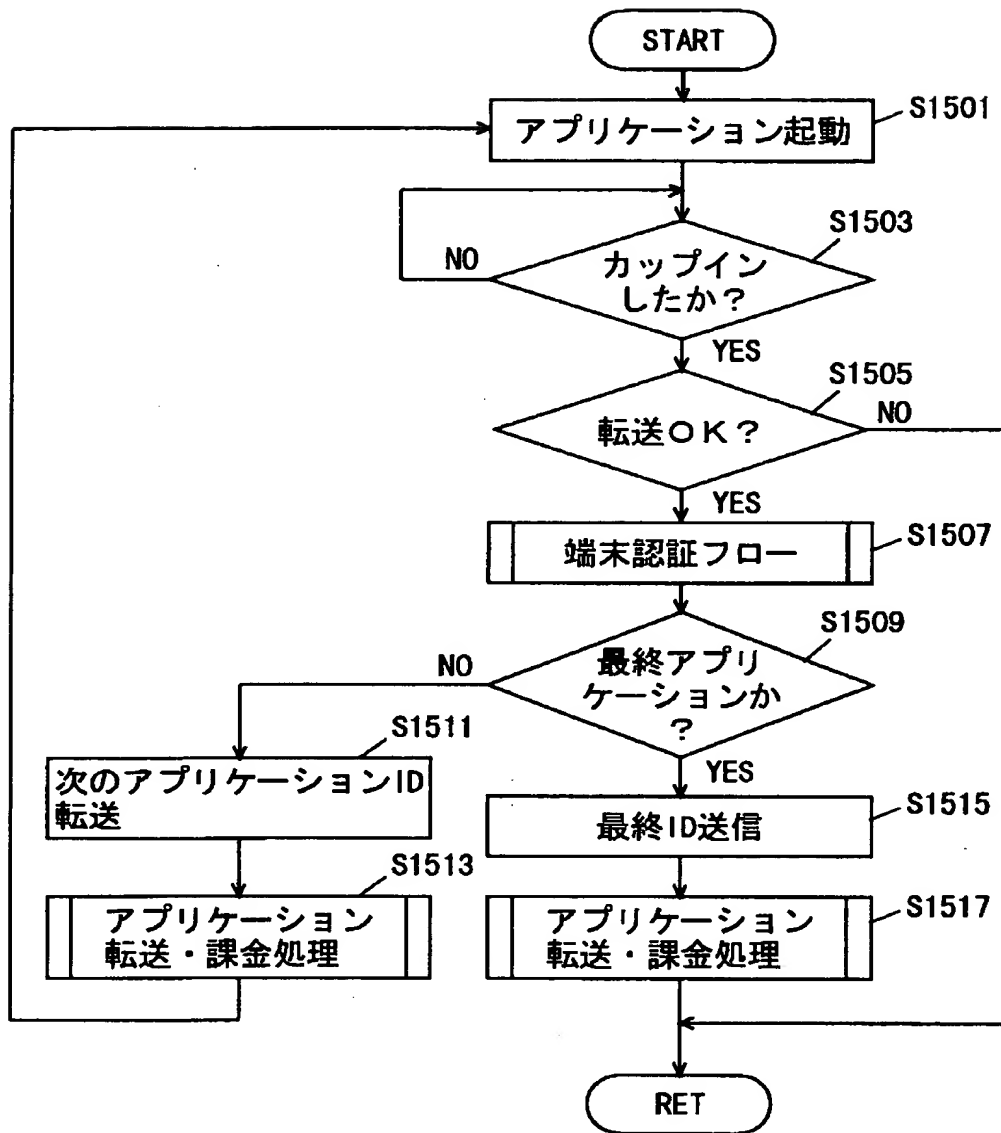 START
アプリケーション起動
S1501
カップイン
したか?
S1503
NO
YES
転送OK?
S1505
NO
YES
端末認証フロー
S1507
最終アプリ
ケーションか
?
S1509
NO
YES
次のアプリケーションID
転送
S1511
最終ID送信
S1515
アプリケーション
転送・課金処理
S1513
アプリケーション
転送・課金処理
S1517
RET